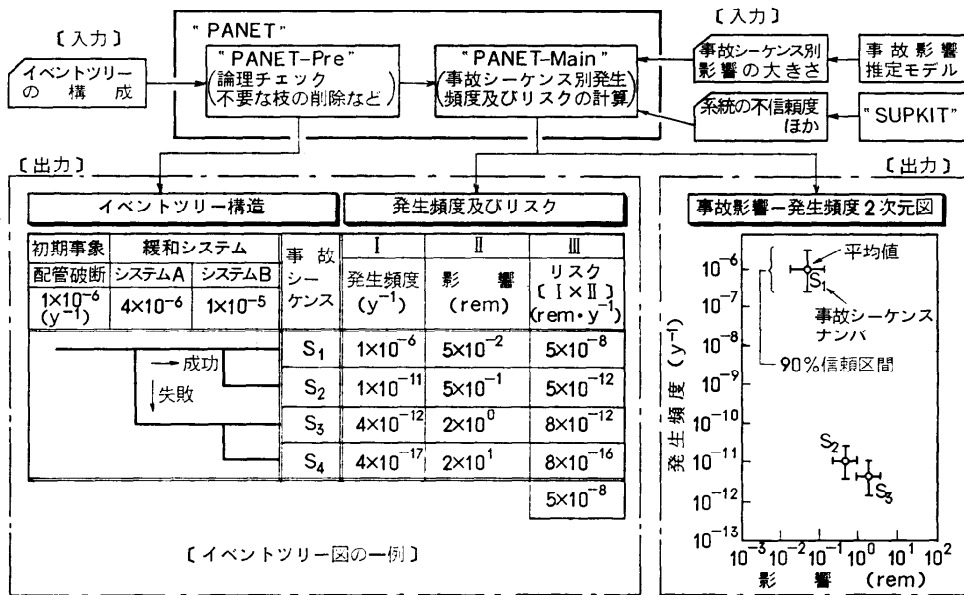 〔入力〕
イベントツリー
の構成
"PANET"
"PANET-Pre"
論理チェック
不要な枝の削除など
"PANET-Main"
事故シーケンス別発生
頻度及びリスクの計算
〔入力〕
事故シーケンス別
影響の大きさ
事故影響
推定モデル
系統の不信頼度
ほか
"SUPKIT"
〔出力〕
イベントツリー構造
発生頻度及びリスク
初期事象
緩和システム
事故
シー
ケンス
Ⅰ
Ⅱ
Ⅲ
配管破断
システムA
システムB
発生頻度
(y⁻¹)
影響
(rem)
リスク
〔Ⅰ×Ⅱ〕
(rem・y⁻¹)
1×10⁻⁶
(y⁻¹)
4×10⁻⁶
1×10⁻⁵
→成功
↓失敗
S₁ 1×10⁻⁶ 5×10⁻² 5×10⁻⁸
S₂ 1×10⁻¹¹ 5×10⁻¹ 5×10⁻¹²
S₃ 4×10⁻¹² 2×10⁰ 8×10⁻¹²
S₄ 4×10⁻¹⁷ 2×10¹ 8×10⁻¹⁶
5×10⁻⁸
〔イベントツリー図の一例〕
〔出力〕
事故影響－発生頻度2次元図
発生頻度 (y⁻¹)
10⁻⁶
10⁻⁷
10⁻⁸
10⁻⁹
10⁻¹⁰
10⁻¹¹
10⁻¹²
10⁻¹³
平均値
S₁
事故シーケンス
ナンバ
90%信頼区間
S₂
S₃
10⁻³ 10⁻² 10⁻¹ 10⁰ 10¹ 10²
影響 (rem)